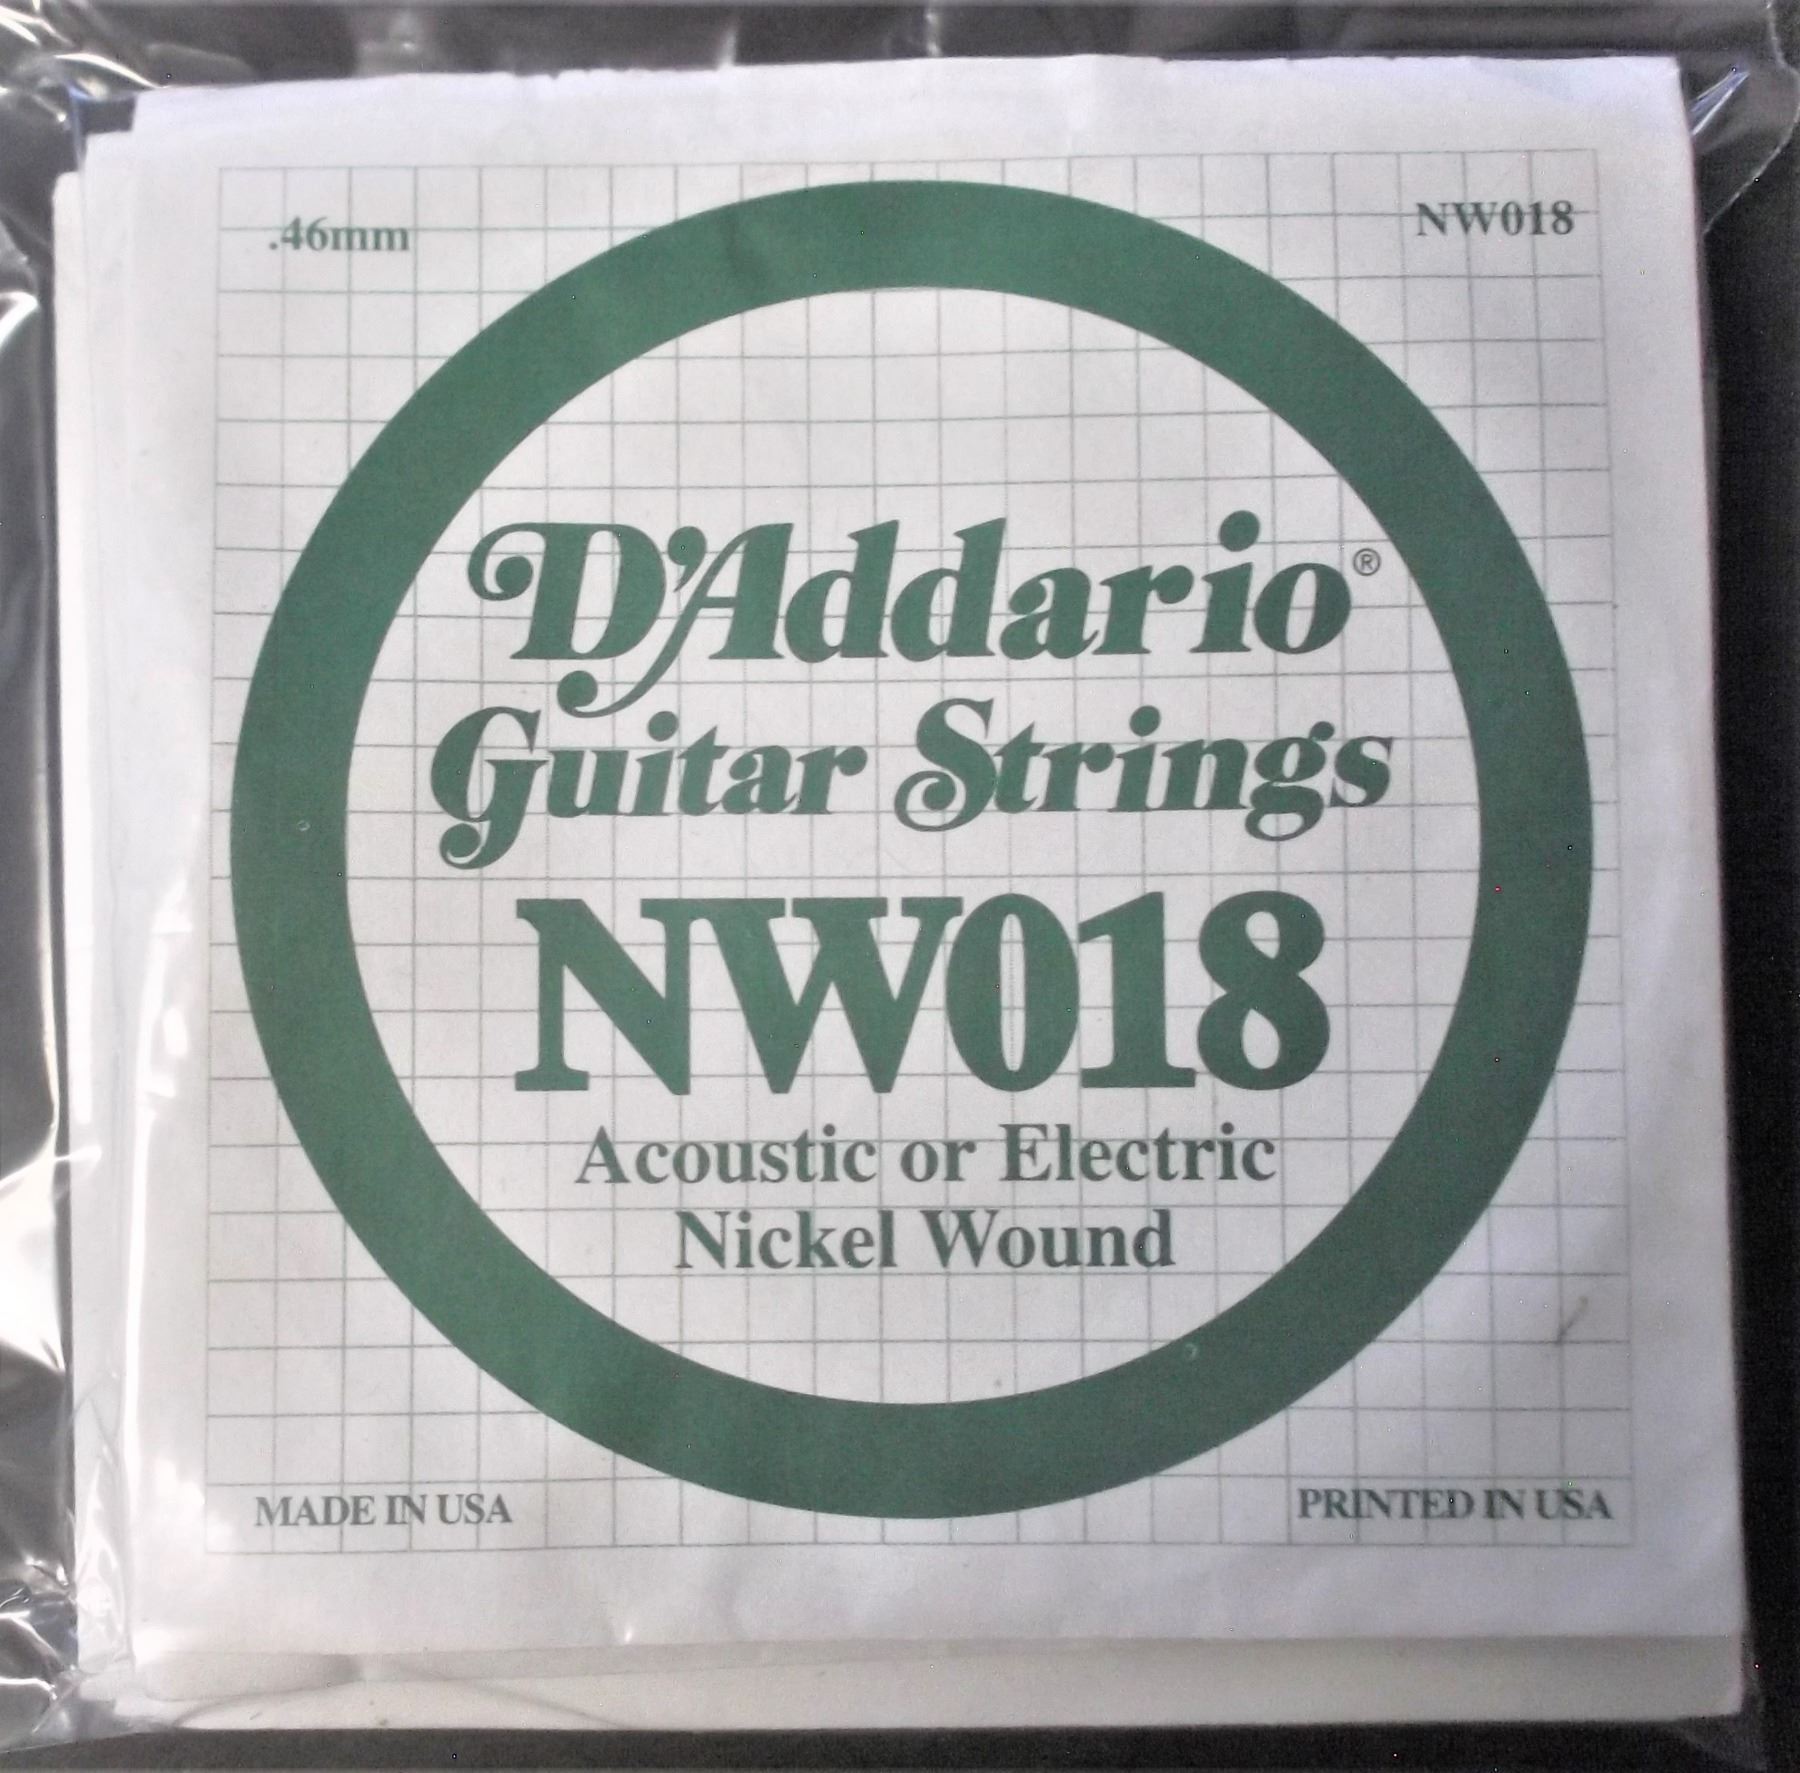 .46mm
NW018
D'Addario®
Guitar Strings
NW018
Acoustic or Electric
Nickel Wound
MADE IN USA
PRINTED IN USA